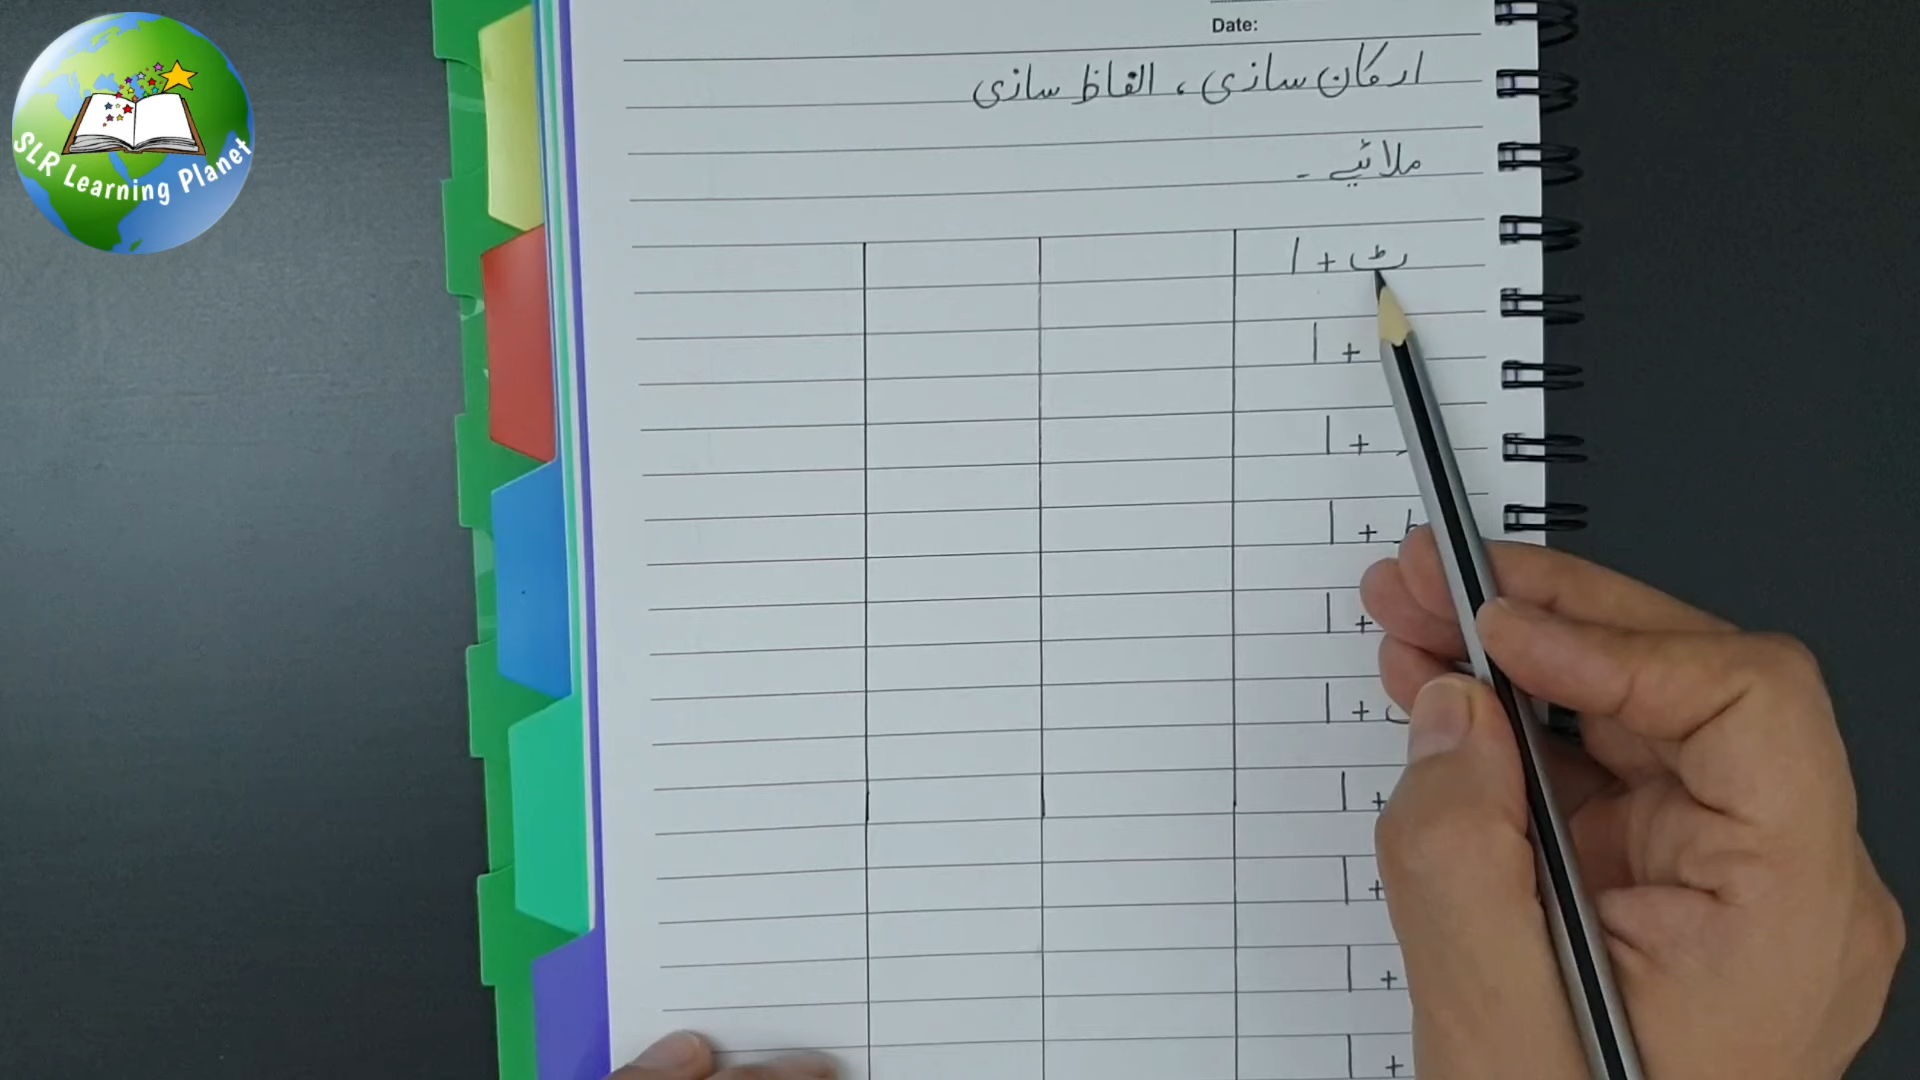 SLR Learning Planet
Date:
ارکان سازی ، الفاظ سازی
ملائیے ۔
ٹ + ا
+ ا
+ ا
ط + ا
+ ا
+ ا
+ ا
+ ا
+ ا
+ ا